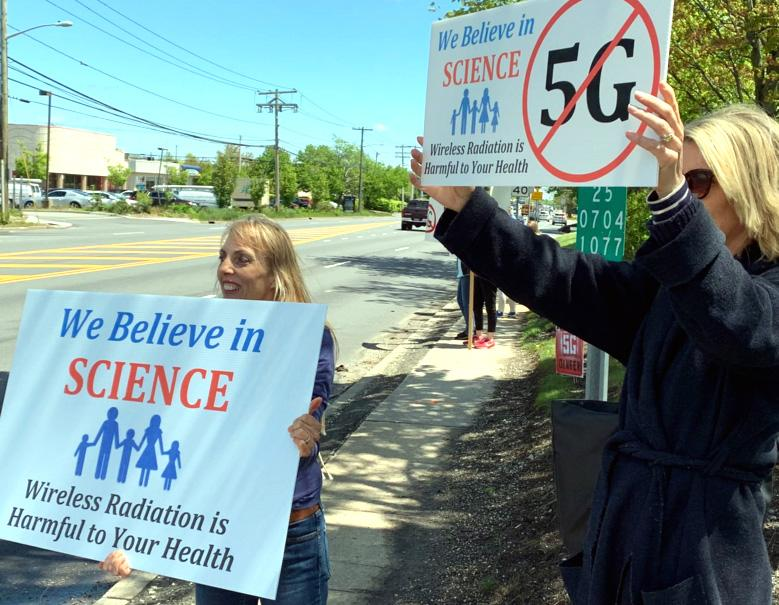 We Believe in
SCIENCE
Wireless Radiation is
Harmful to Your Health
We Believe in
SCIENCE
Wireless Radiation is
Harmful to Your Health
5G
40
25
0704
1077
5G